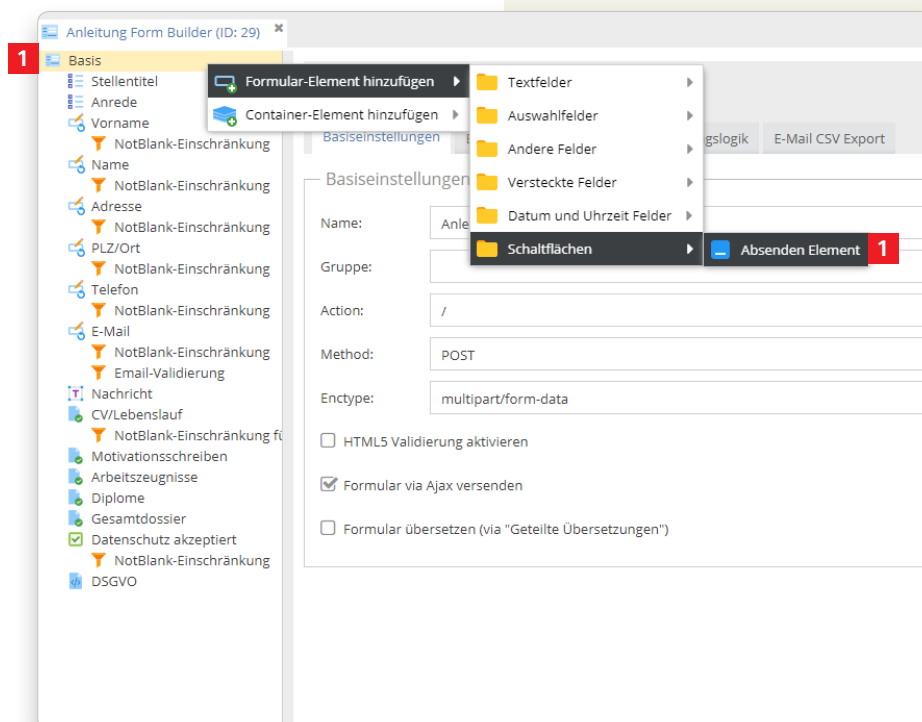 Anleitung Form Builder (ID: 29)
1
Basis
Stellentitel
Anrede
Vorname
NotBlank-Einschränkung
Name
NotBlank-Einschränkung
Adresse
NotBlank-Einschränkung
PLZ/Ort
NotBlank-Einschränkung
Telefon
NotBlank-Einschränkung
E-Mail
NotBlank-Einschränkung
Email-Validierung
Nachricht
CV/Lebenslauf
NotBlank-Einschränkung fü
Motivationsschreiben
Arbeitszeugnisse
Diplome
Gesamtdossier
Datenschutz akzeptiert
NotBlank-Einschränkung
DSGVO
Formular-Element hinzufügen
Container-Element hinzufügen
Textfelder
Auswahlfelder
Andere Felder
Versteckte Felder
Datum und Uhrzeit Felder
Schaltflächen
Absenden Element
1
Basiseinstellungen
gslogik
E-Mail CSV Export
Basiseinstellungen
Name:
Anle
Gruppe:
Action:
/
Method:
POST
Enctype:
multipart/form-data
HTML5 Validierung aktivieren
Formular via Ajax versenden
Formular übersetzen (via "Geteilte Übersetzungen")